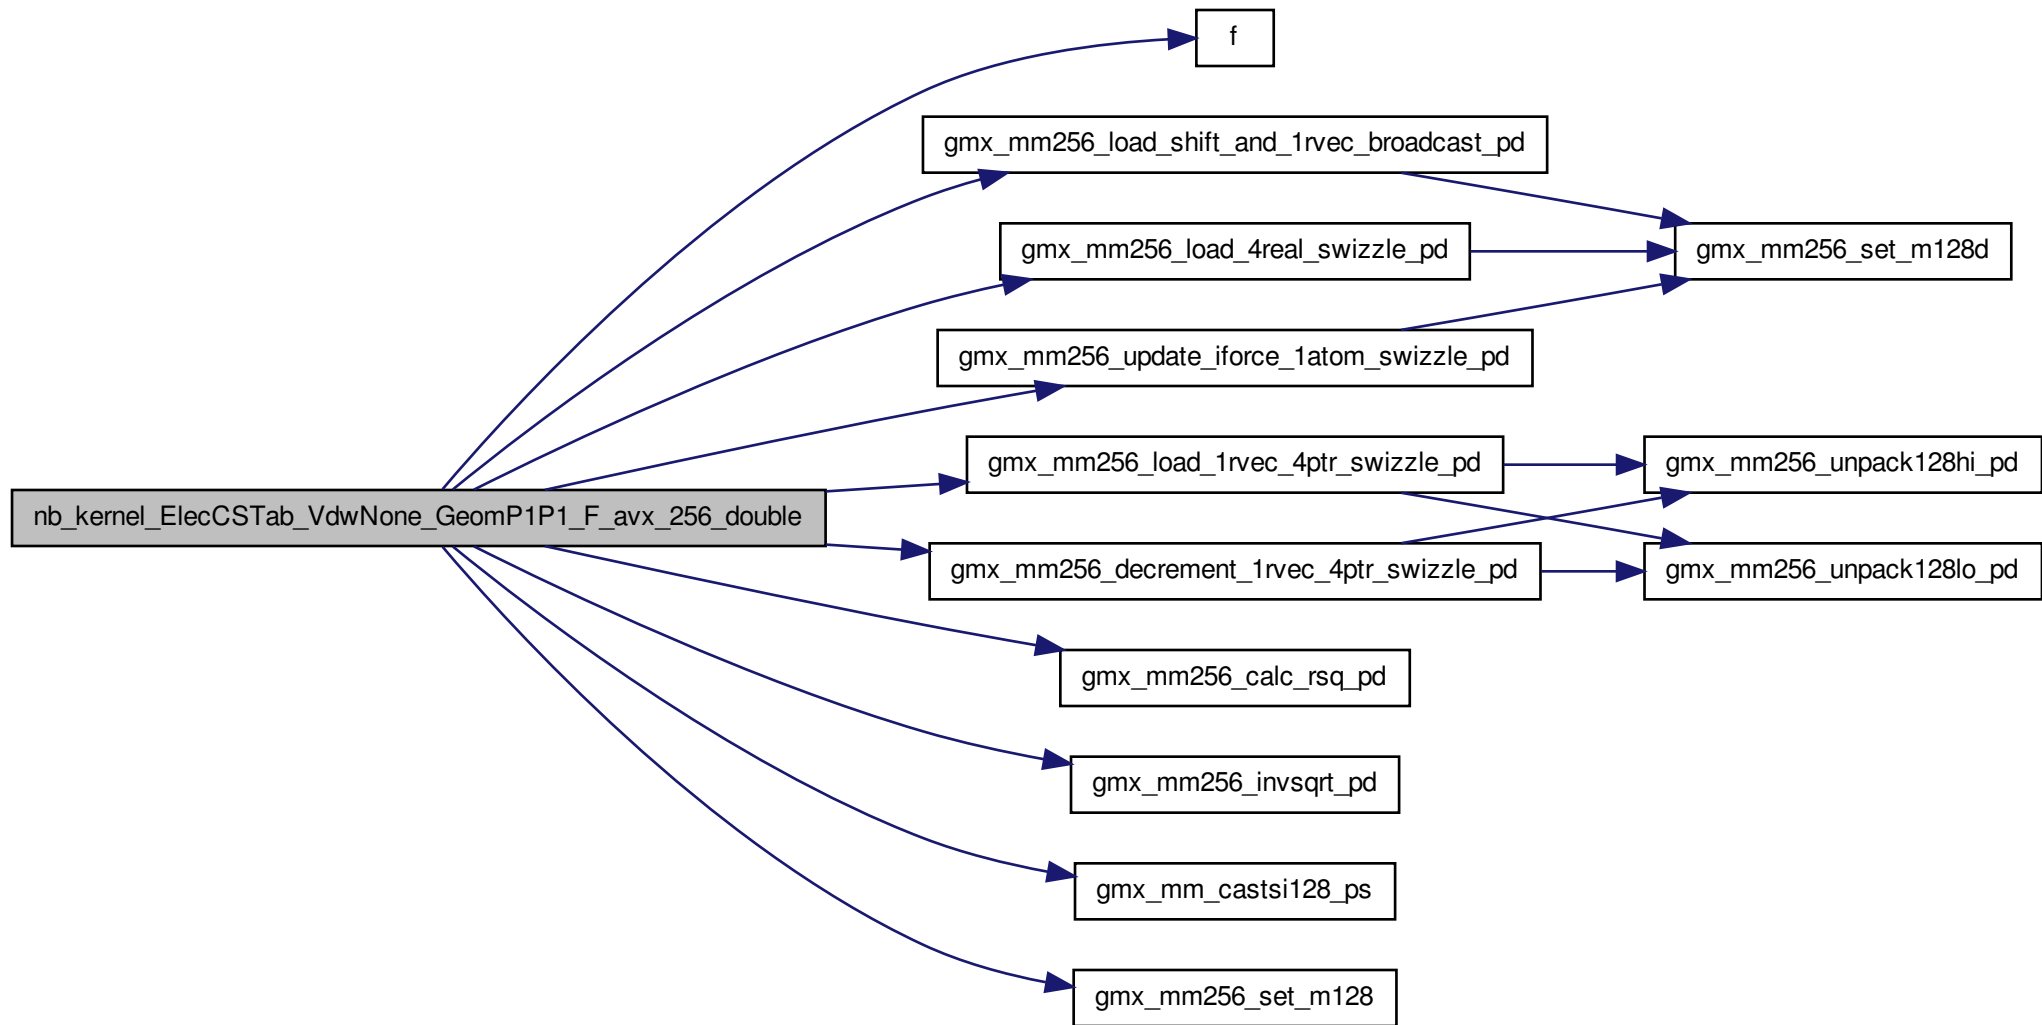 f
gmx_mm256_load_shift_and_1rvec_broadcast_pd
gmx_mm256_load_4real_swizzle_pd
gmx_mm256_set_m128d
gmx_mm256_update_iforce_1atom_swizzle_pd
gmx_mm256_load_1rvec_4ptr_swizzle_pd
gmx_mm256_unpack128hi_pd
nb_kernel_ElecCSTab_VdwNone_GeomP1P1_F_avx_256_double
gmx_mm256_decrement_1rvec_4ptr_swizzle_pd
gmx_mm256_unpack128lo_pd
gmx_mm256_calc_rsq_pd
gmx_mm256_invsqrt_pd
gmx_mm_castsi128_ps
gmx_mm256_set_m128